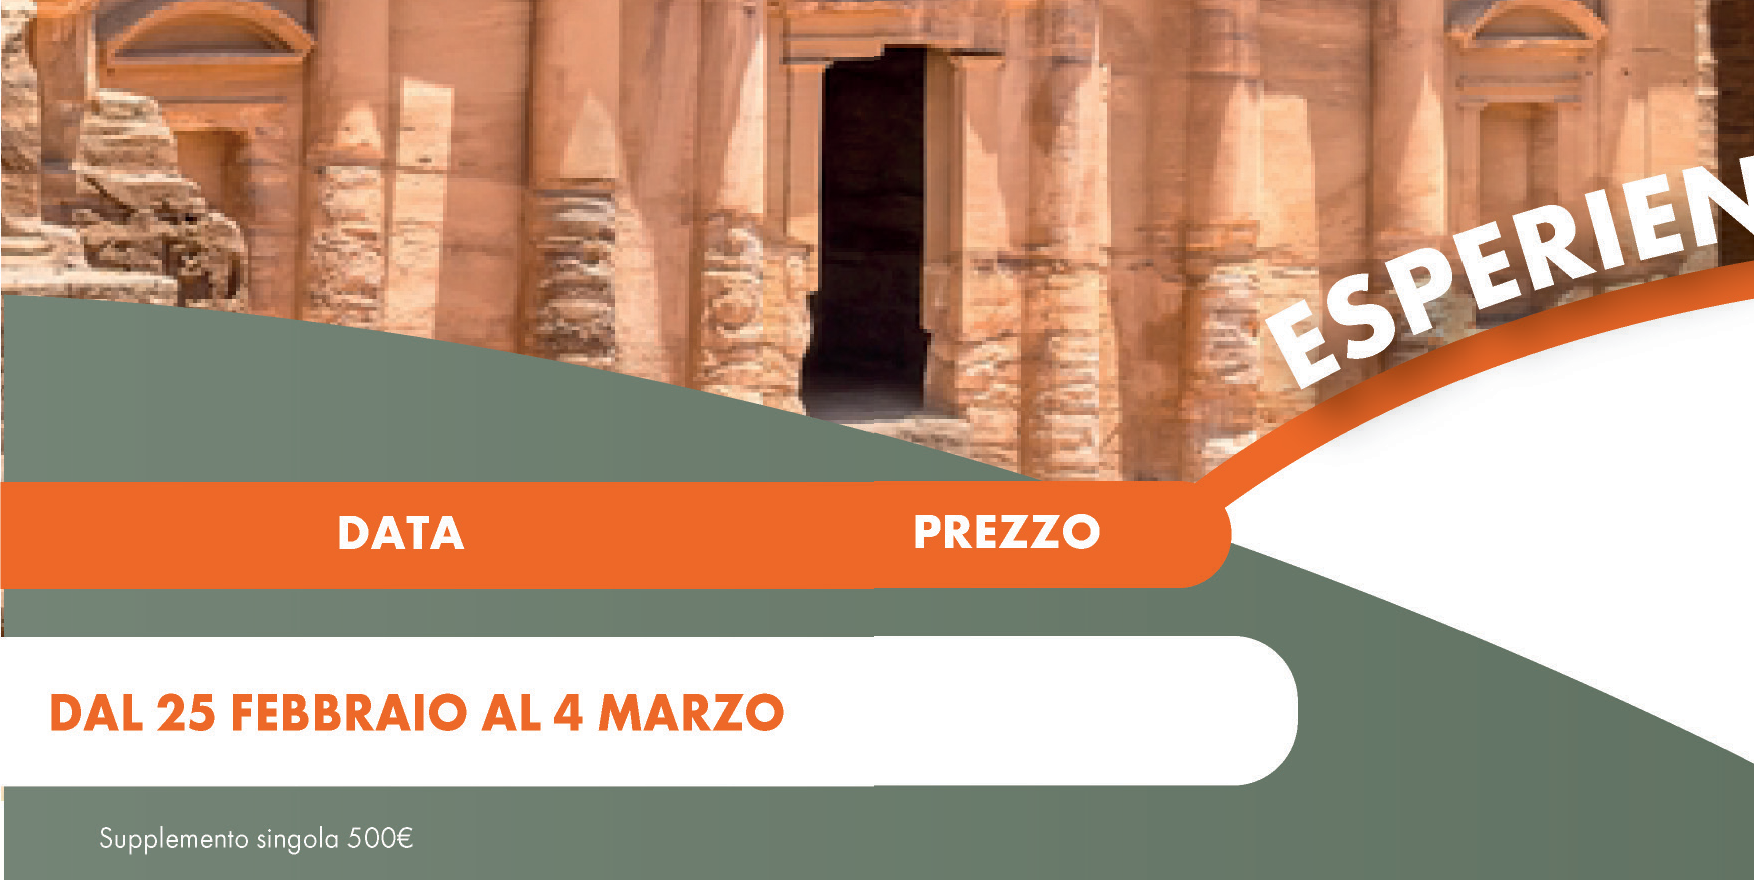 ESPERIEN
DATA PREZZO
DAL 25 FEBBRAIO AL 4 MARZO
Supplemento singola 500€